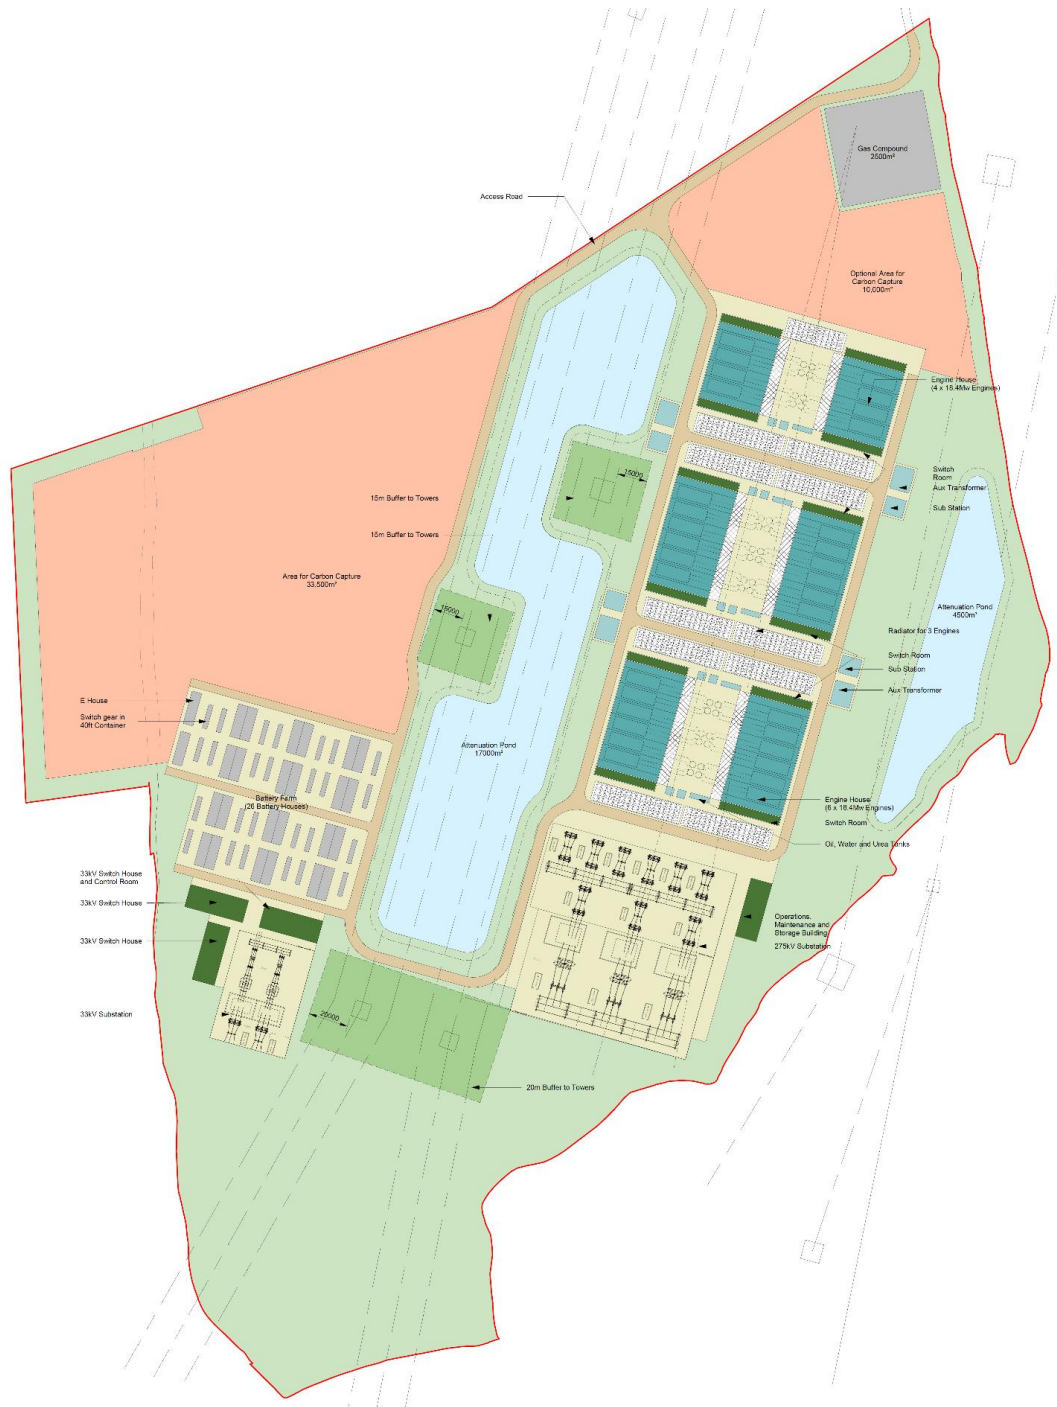 Gas Compound
2500m²
Access Road
Optional Area for
Carbon Capture
10,000m²
Engine House
(4 x 18.4Mw Engines)
Switch
Room
Aux Transformer
Sub Station
15000
15m Buffer to Towers
15m Buffer to Towers
Area for Carbon Capture
33,500m²
15000
Attenuation Pond
4500m²
Radiator for 3 Engines
Switch Room
Sub Station
Aux Transformer
E House
Switch gear in
40ft Container
Attenuation Pond
17000m²
Battery Farm
(26 Battery Houses)
Engine House
(6 x 18.4Mw Engines)
Switch Room
Oil, Water and Urea Tanks
33kV Switch House
and Control Room
33kV Switch House
33kV Switch House
Operations,
Maintenance and
Storage Building
275kV Substation
33kV Substation
20000
20m Buffer to Towers